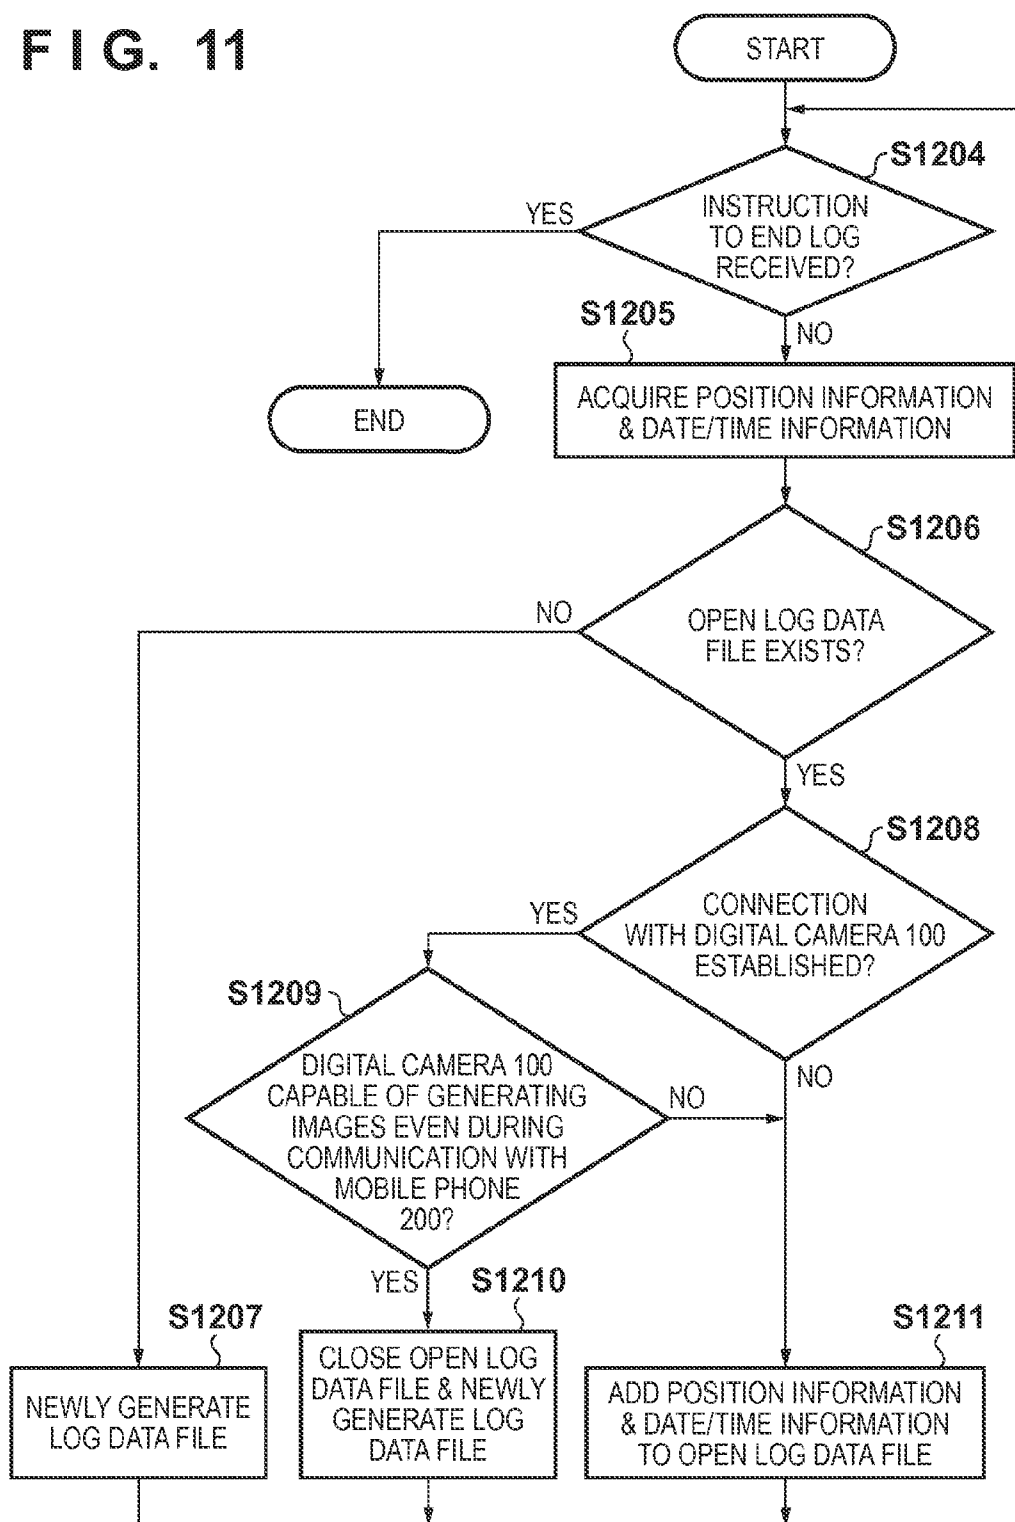 FIG. 11
START
S1204
INSTRUCTION
TO END LOG
RECEIVED?
YES
NO
END
S1205
ACQUIRE POSITION INFORMATION
& DATE/TIME INFORMATION
S1206
OPEN LOG DATA
FILE EXISTS?
NO
YES
S1208
CONNECTION
WITH DIGITAL CAMERA 100
ESTABLISHED?
YES
NO
S1209
DIGITAL CAMERA 100
CAPABLE OF GENERATING
IMAGES EVEN DURING
COMMUNICATION WITH
MOBILE PHONE
200?
NO
YES
S1207
NEWLY GENERATE
LOG DATA FILE
S1210
CLOSE OPEN LOG
DATA FILE & NEWLY
GENERATE LOG
DATA FILE
S1211
ADD POSITION INFORMATION
& DATE/TIME INFORMATION
TO OPEN LOG DATA FILE